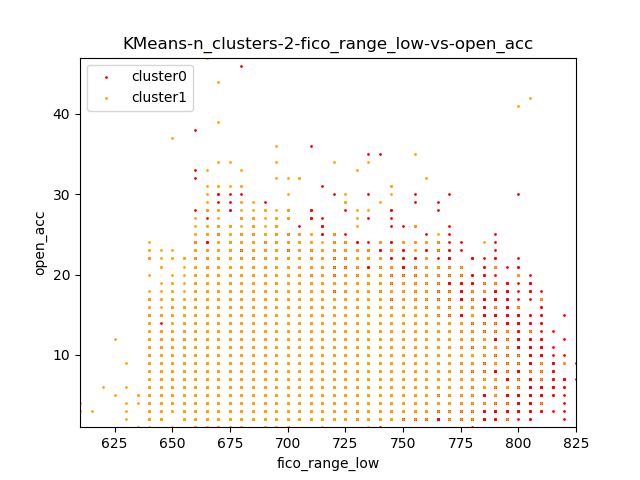 KMeans-n_clusters-2-fico_range_low-vs-open_acc
cluster0
cluster1
40
30
20
10
open_acc
625 650 675 700 725 750 775 800 825
fico_range_low